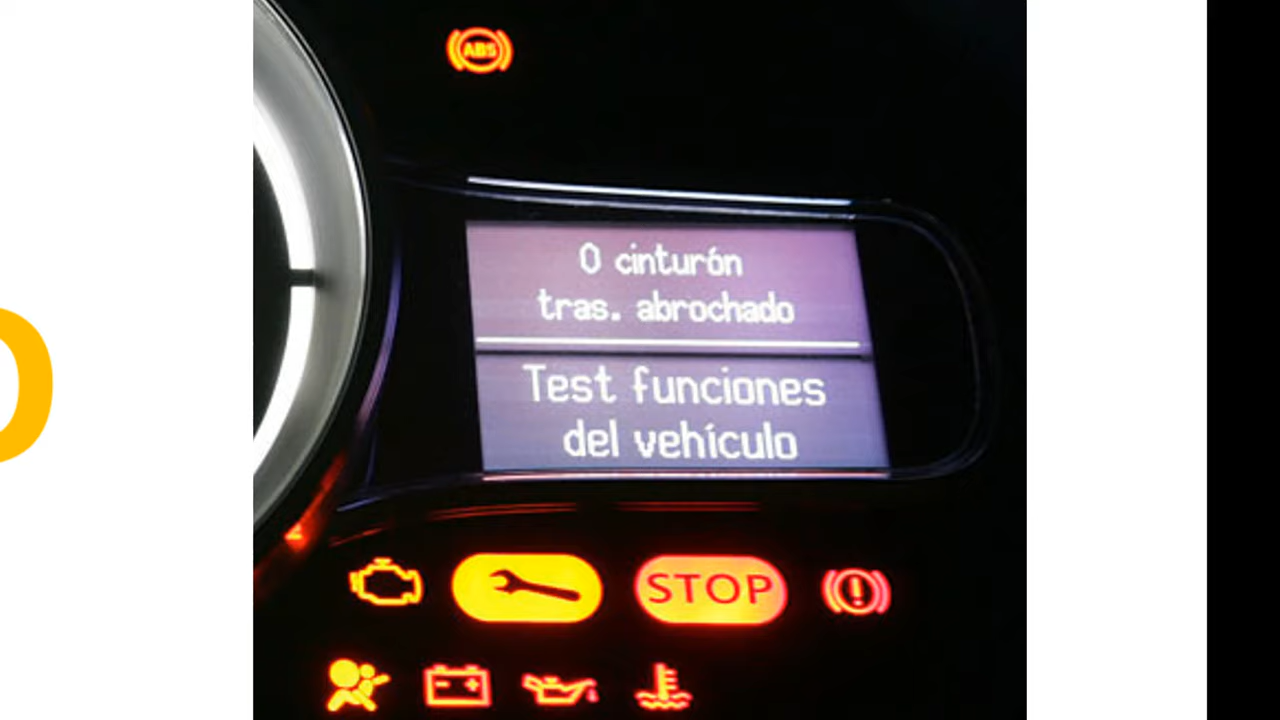 ABS
0 cinturón
tras. abrochado
Test funciones
del vehículo
STOP